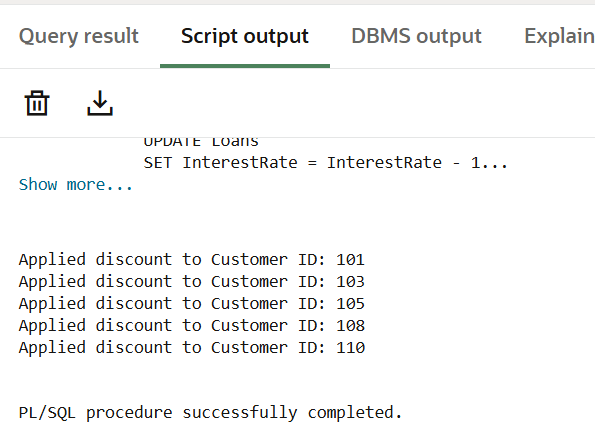 Query result Script output DBMS output Explain
UPDATE Loans
SET InterestRate = InterestRate - 1...
Show more...
Applied discount to Customer ID: 101
Applied discount to Customer ID: 103
Applied discount to Customer ID: 105
Applied discount to Customer ID: 108
Applied discount to Customer ID: 110
PL/SQL procedure successfully completed.